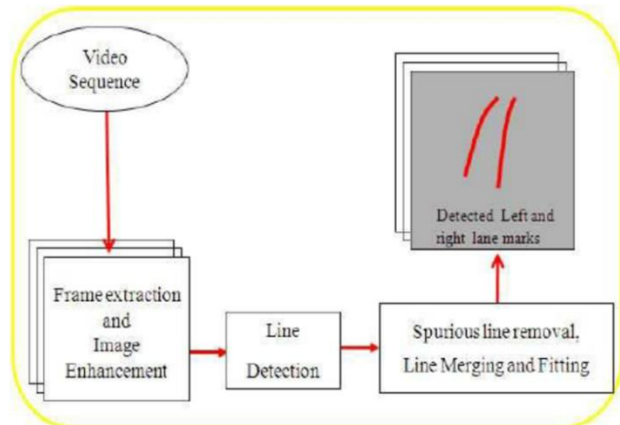 Video
Sequence
Frame extraction
and
Image
Enhancement
Line
Detection
Spurious line removal,
Line Merging and Fitting
Detected Left and
right lane marks